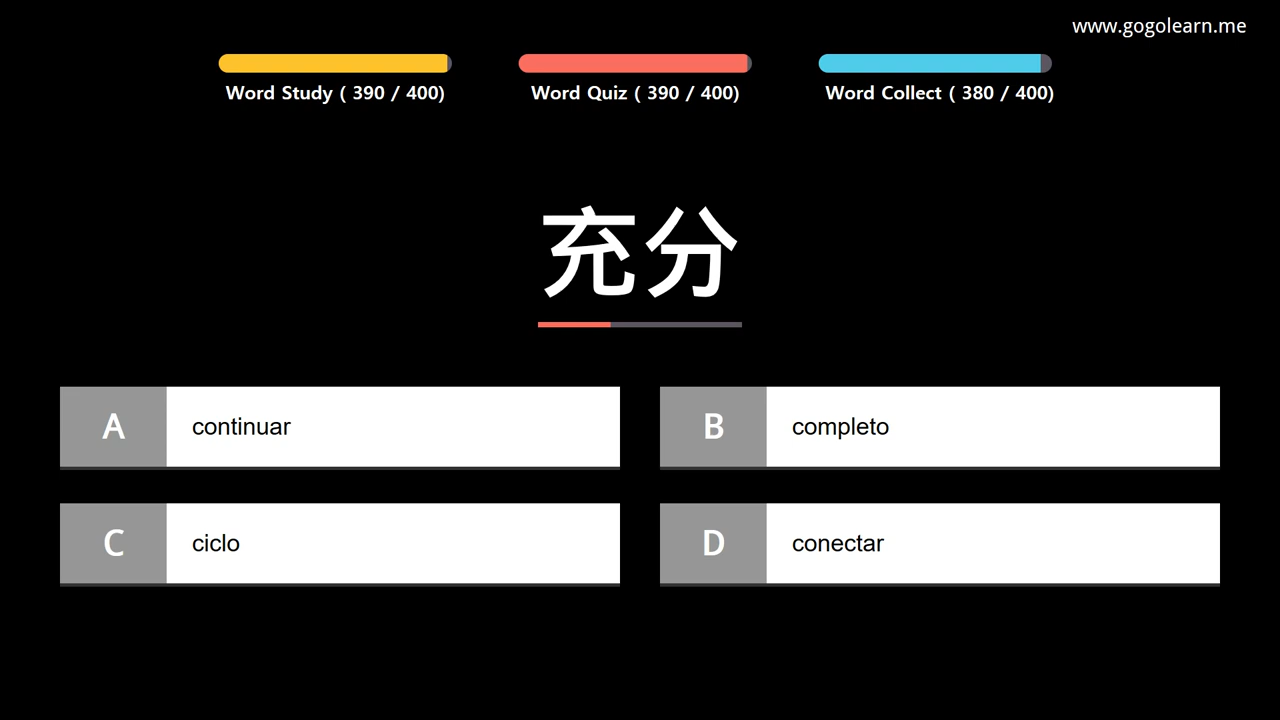 www.gogolearn.me
Word Study ( 390 / 400)
Word Quiz ( 390 / 400)
Word Collect ( 380 / 400)
充分
A continuar
B completo
C ciclo
D conectar